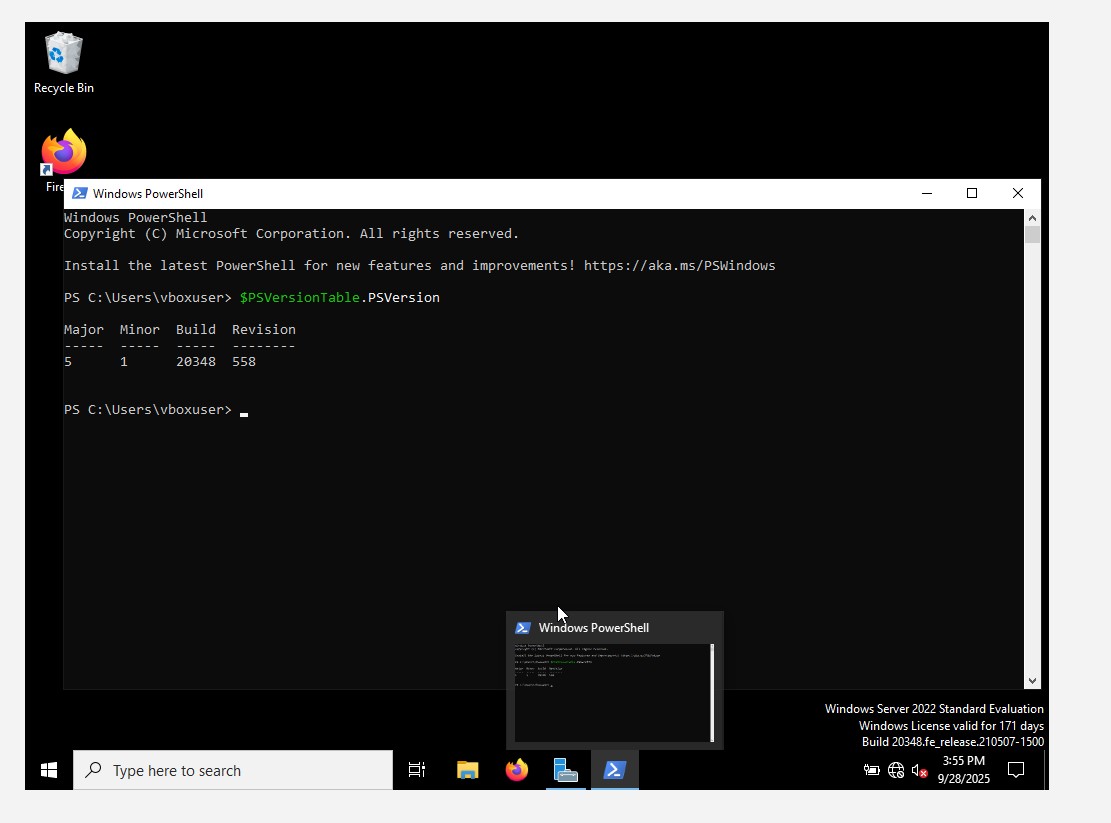 Recycle Bin
Fire
Windows PowerShell
Windows PowerShell
Copyright (C) Microsoft Corporation. All rights reserved.
Install the latest PowerShell for new features and improvements! https://aka.ms/PSWindows
PS C:\Users\vboxuser> $PSVersionTable.PSVersion
Major  Minor  Build  Revision
-----  -----  -----  --------
5      1      20348  558
PS C:\Users\vboxuser>
Windows PowerShell
Windows Server 2022 Standard Evaluation
Windows License valid for 171 days
Build 20348.fe_release.210507-1500
Type here to search
3:55 PM
9/28/2025